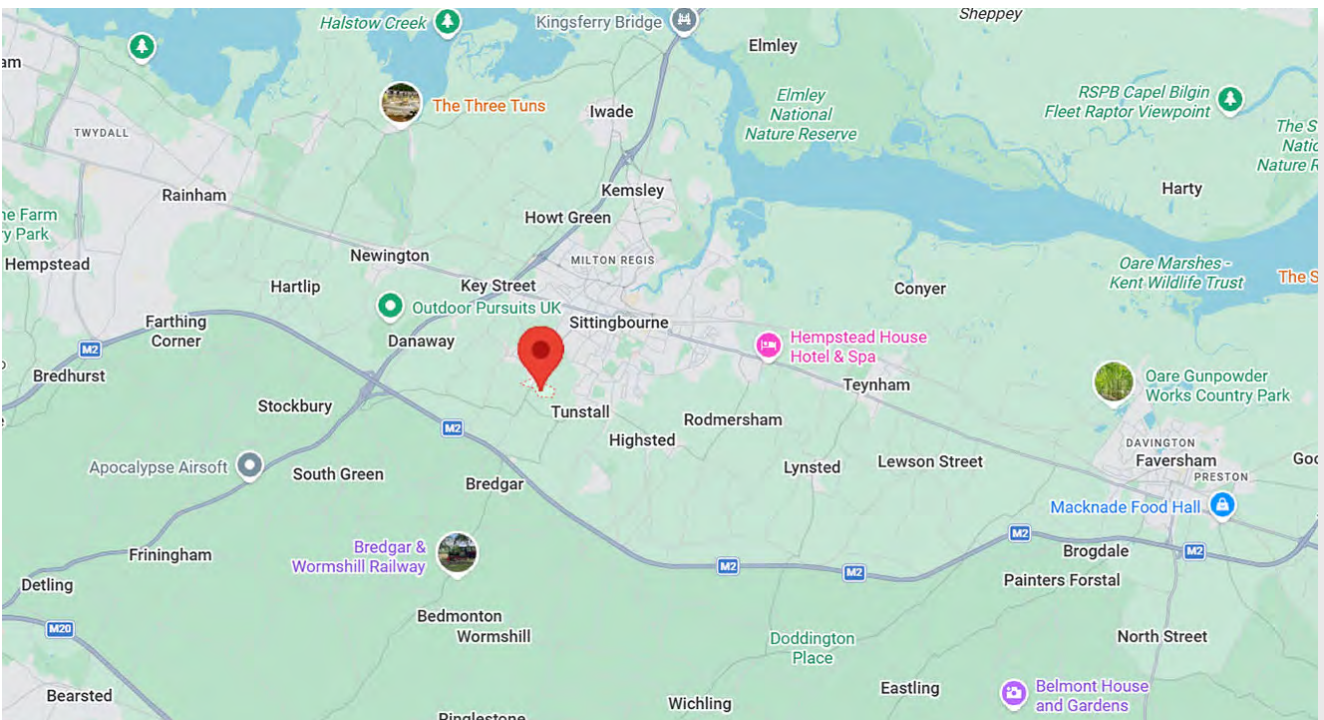 Sheppey
Halstow Creek
Kingsferry Bridge
Elmley
am
The Three Tuns
Iwade
Elmley
National
Nature Reserve
RSPB Capel Bilgin
Fleet Raptor Viewpoint
The S
Natio
Nature R
TWYDALL
Rainham
Kemsley
Harty
he Farm
y Park
Howt Green
Hempstead
Newington
MILTON REGIS
Oare Marshes -
Kent Wildlife Trust
The S
Hartlip
Key Street
Conyer
Outdoor Pursuits UK
Farthing
Corner
Sittingbourne
Danaway
Hempstead House
Hotel & Spa
M2
Bredhurst
Teynham
Oare Gunpowder
Works Country Park
Stockbury
Tunstall
Rodmersham
M2
Highsted
DAVINGTON
Faversham
Goo
PRESTON
Apocalypse Airsoft
South Green
Lynsted
Lewson Street
Bredgar
Macknade Food Hall
M2
Bredgar &
Wormshill Railway
Friningham
Brogdale
M2
M2
M2
Painters Forstal
Detling
Bedmonton
Wormshill
M20
Doddington
Place
North Street
Bearsted
Eastling
Belmont House
and Gardens
Wichling
Ringlestone